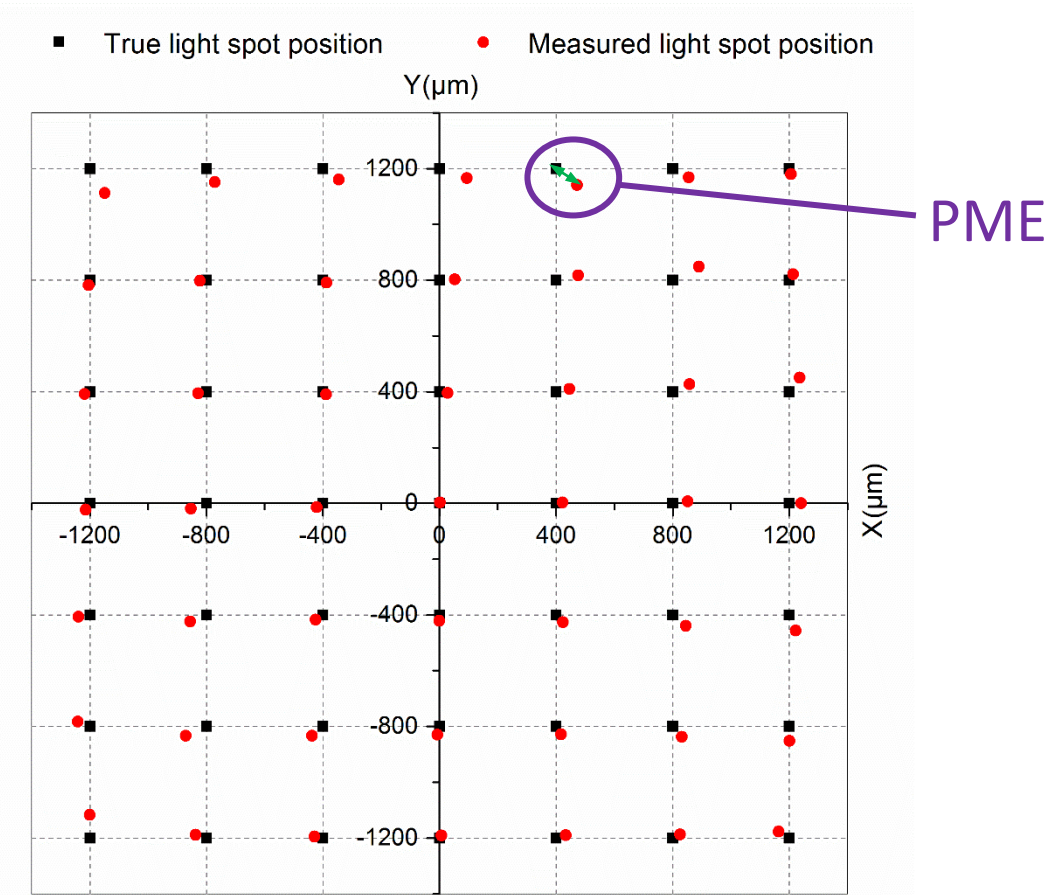 True light spot position
Measured light spot position
Y(μm)
1200
PME
800
400
0
X(μm)
-1200 -800 -400 0 400 800 1200
-400
-800
-1200